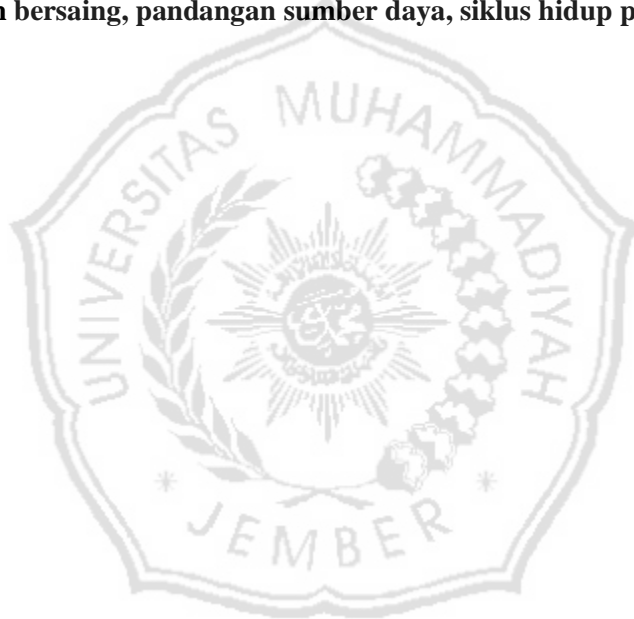 n bersaing, pandangan sumber daya, siklus hidup p
UNIVERSITAS MUHAMMADIYAH
JEMBER